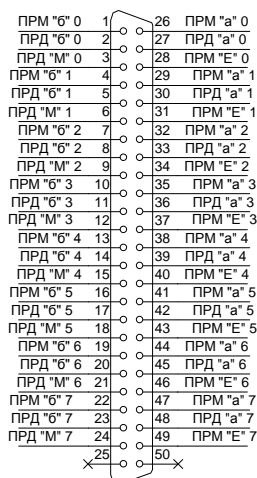 ПРМ "б" 0 1 26 ПРМ "а" 0
ПРД "б" 0 2 27 ПРД "а" 0
ПРД "М" 0 3 28 ПРМ "Е" 0
ПРМ "б" 1 4 29 ПРМ "а" 1
ПРД "б" 1 5 30 ПРД "а" 1
ПРД "М" 1 6 31 ПРМ "Е" 1
ПРМ "б" 2 7 32 ПРМ "а" 2
ПРД "б" 2 8 33 ПРД "а" 2
ПРД "М" 2 9 34 ПРМ "Е" 2
ПРМ "б" 3 10 35 ПРМ "а" 3
ПРД "б" 3 11 36 ПРД "а" 3
ПРД "М" 3 12 37 ПРМ "Е" 3
ПРМ "б" 4 13 38 ПРМ "а" 4
ПРД "б" 4 14 39 ПРД "а" 4
ПРД "М" 4 15 40 ПРМ "Е" 4
ПРМ "б" 5 16 41 ПРМ "а" 5
ПРД "б" 5 17 42 ПРД "а" 5
ПРД "М" 5 18 43 ПРМ "Е" 5
ПРМ "б" 6 19 44 ПРМ "а" 6
ПРД "б" 6 20 45 ПРД "а" 6
ПРД "М" 6 21 46 ПРМ "Е" 6
ПРМ "б" 7 22 47 ПРМ "а" 7
ПРД "б" 7 23 48 ПРД "а" 7
ПРД "М" 7 24 49 ПРМ "Е" 7
25 50